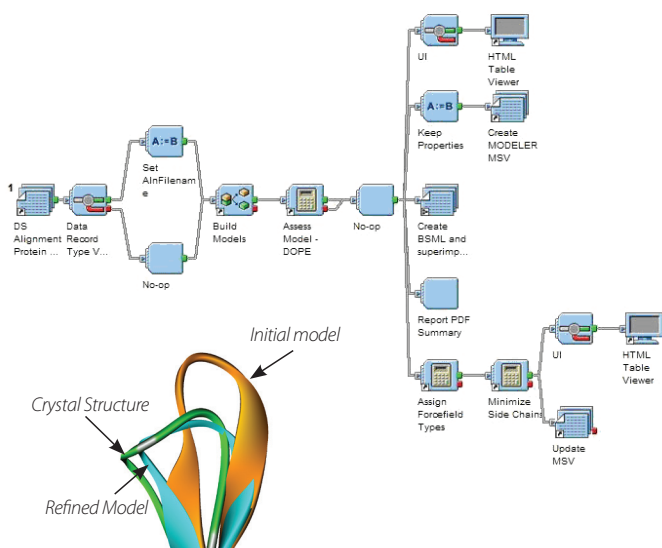 UI
HTML
Table
Viewer
A:=B
Keep
Properties
Create
MODELER
MSV
A:=B
Set
AlnFilenam
e
1
DS
Alignment
Protein ...
Data
Record
Type V...
No-op
Build
Models
Assess
Model -
DOPE
No-op
Create
BSML and
superimp...
Report PDF
Summary
Assign
Forcefield
Types
Minimize
Side Chains
UI
HTML
Table
Viewer
Update
MSV
Initial model
Crystal Structure
Refined Model